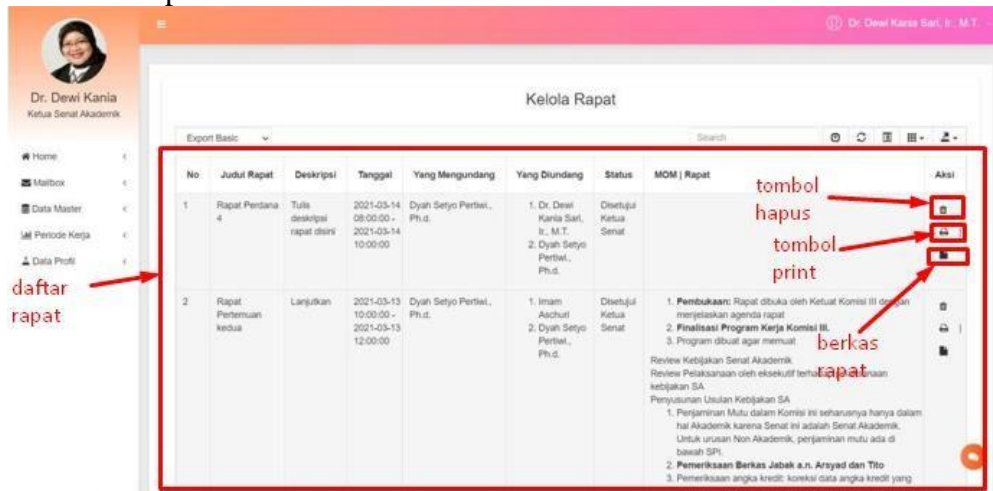 Dr. Dewi Kania Sari, Ir., M.T.
Dr. Dewi Kania
Ketua Senat Akademik
Home
Mailbox
Data Master
Periode Kerja
Data Profil
Kelola Rapat
Export Basic
Search
No Judul Rapat Deskripsi Tanggal Yang Mengundang Yang Diundang Status MOM | Rapat Aksi
1
Rapat Perdana
4
Tulis
deskripsi
rapat disini
2021-03-14
08:00:00 -
2021-03-14
10:00:00
Dyah Setyo Pertiwi.,
Ph.d.
1. Dr. Dewi
Kania Sari,
Ir., M.T.
2. Dyah Setyo
Pertiwi.,
Ph.d.
Disetujui
Ketua
Senat
2
Rapat
Pertemuan
kedua
Lanjutkan
2021-03-13
10:00:00 -
2021-03-13
12:00:00
Dyah Setyo Pertiwi.,
Ph.d.
1. Imam
Aschuri
2. Dyah Setyo
Pertiwi.,
Ph.d.
Disetujui
Ketua
Senat
1. Pembukaan: Rapat dibuka oleh Ketuat Komisi III dengan
menjelaskan agenda rapat
2. Finalisasi Program Kerja Komisi III.
3. Program dibuat agar memuat
Review Kebijakan Senat Akademik
Review Pelaksanaan oleh eksekutif terhadap pelaksanaan
kebijakan SA
Penyusunan Usulan Kebijakan SA
1. Penjaminan Mutu dalam Komisi ini seharusnya hanya dalam
hal Akademik karena Senat ini adalah Senat Akademik.
Untuk urusan Non Akademik, penjaminan mutu ada di
bawah SPI.
2. Pemeriksaan Berkas Jabak a.n. Arsyad dan Tito
3. Pemeriksaan angka kredit: koreksi data angka kredit yang
daftar
rapat
tombol
hapus
tombol
print
berkas
rapat